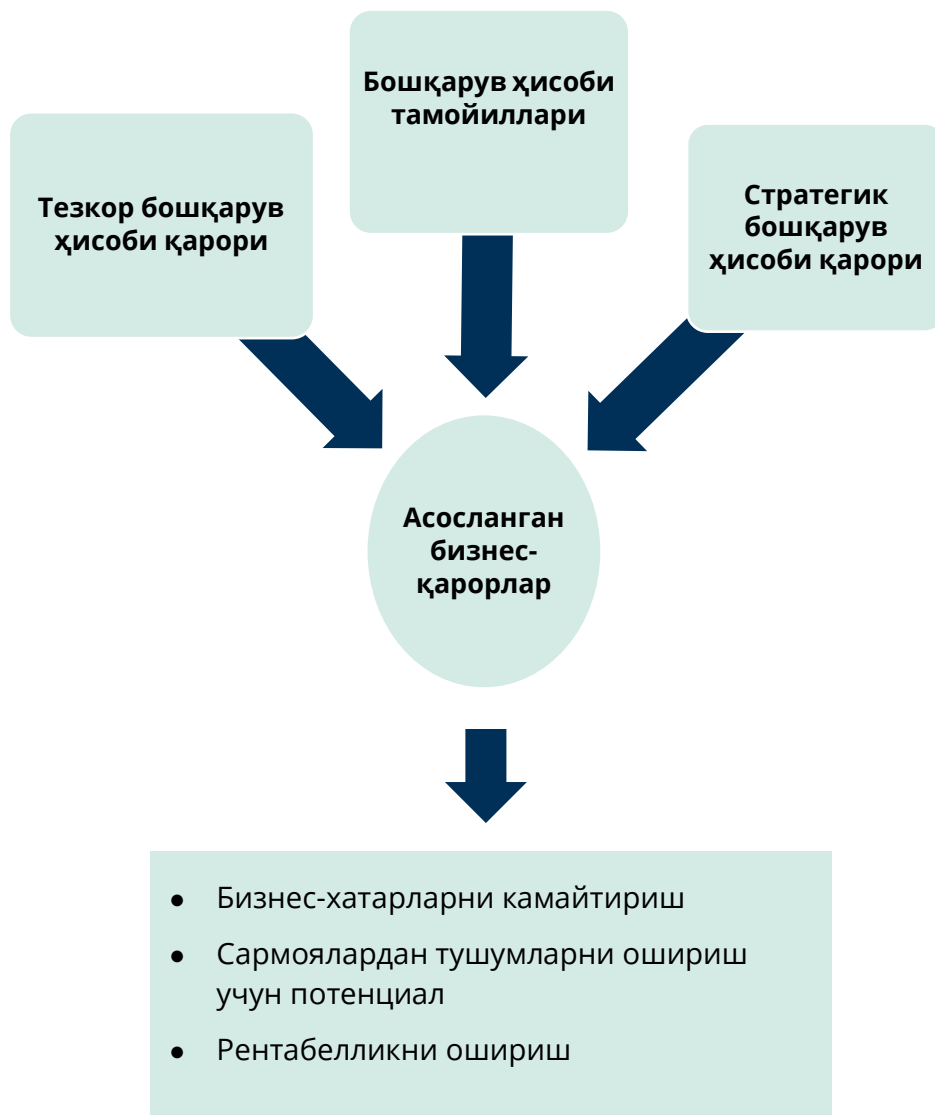 Бошқарув ҳисоби
тамойиллари
Тезкор бошқарув
ҳисоби қарори
Стратегик
бошқарув
ҳисоби қарори
Асосланган
бизнес-
қарорлар
● Бизнес-хатарларни камайтириш
● Сармоялардан тушумларни ошириш
учун потенциал
● Рентабелликни ошириш